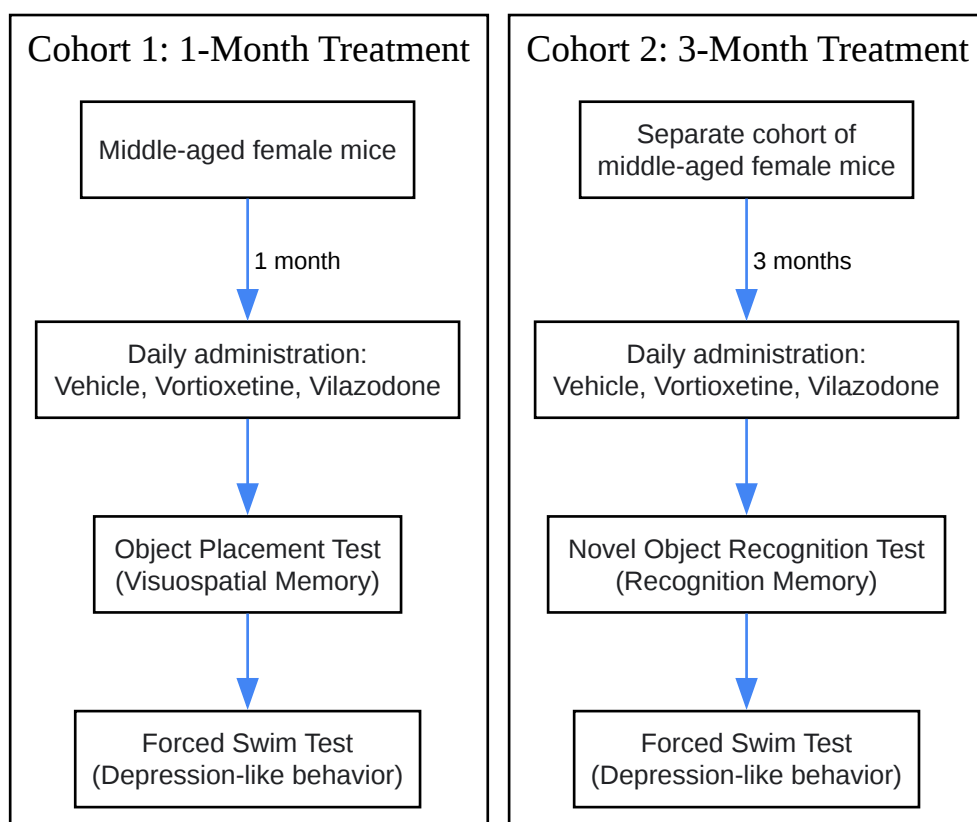 Cohort 1: 1-Month Treatment
Middle-aged female mice
1 month
Daily administration:
Vehicle, Vortioxetine, Vilazodone
Object Placement Test
(Visuospatial Memory)
Forced Swim Test
(Depression-like behavior)
Cohort 2: 3-Month Treatment
Separate cohort of
middle-aged female mice
3 months
Daily administration:
Vehicle, Vortioxetine, Vilazodone
Novel Object Recognition Test
(Recognition Memory)
Forced Swim Test
(Depression-like behavior)